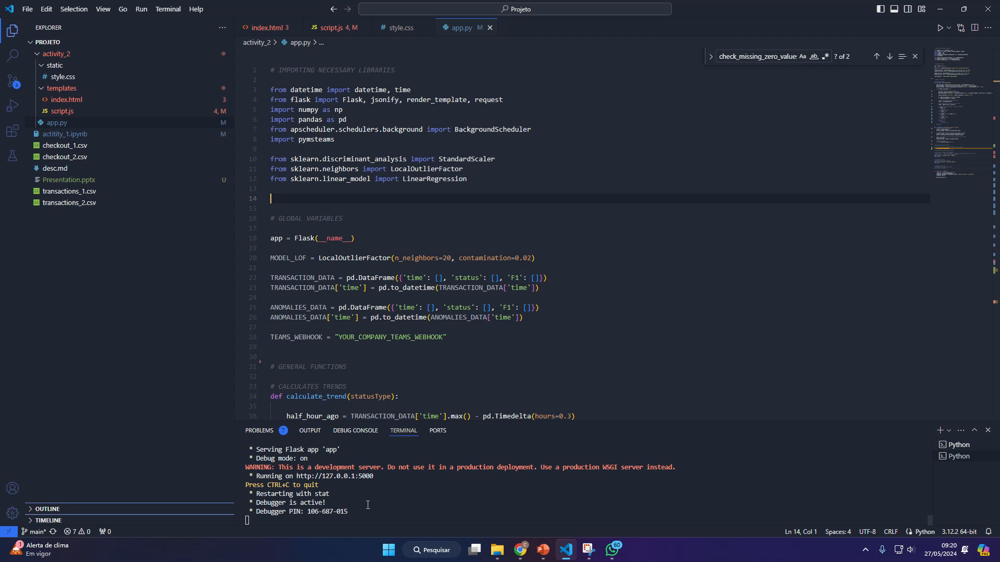 File Edit Selection View Go Run Terminal Help
Projeto
EXPLORER
PROJETO
activity_2
static
# style.css
templates
<> index.html 3
JS script.js 4, M
app.py M
actitity_1.ipynb M
checkout_1.csv
checkout_2.csv
desc.md
Presentation.pptx U
transactions_1.csv
transactions_2.csv
OUTLINE
TIMELINE
4
<> index.html 3
JS script.js 4, M
# style.css
app.py M
activity_2 > app.py > ...
check_missing_zero_values Aa ab .* ? of 2
1 # IMPORTING NECESSARY LIBRARIES
2
3 from datetime import datetime, time
4 from flask import Flask, jsonify, render_template, request
5 import numpy as np
6 import pandas as pd
7 from apscheduler.schedulers.background import BackgroundScheduler
8 import pymsteams
9
10 from sklearn.discriminant_analysis import StandardScaler
11 from sklearn.neighbors import LocalOutlierFactor
12 from sklearn.linear_model import LinearRegression
13
14
15
16 # GLOBAL VARIABLES
17
18 app = Flask(__name__)
19
20 MODEL_LOF = LocalOutlierFactor(n_neighbors=20, contamination=0.02)
21
22 TRANSACTION_DATA = pd.DataFrame({'time': [], 'status': [], 'F1': []})
23 TRANSACTION_DATA['time'] = pd.to_datetime(TRANSACTION_DATA['time'])
24
25 ANOMALIES_DATA = pd.DataFrame({'time': [], 'status': [], 'F1': []})
26 ANOMALIES_DATA['time'] = pd.to_datetime(ANOMALIES_DATA['time'])
27
28 TEAMS_WEBHOOK = "YOUR_COMPANY_TEAMS_WEBHOOK"
29
30
31 # GENERAL FUNCTIONS
32
33 # CALCULATES TRENDS
34 def calculate_trend(statusType):
35
36 half_hour_ago = TRANSACTION_DATA['time'].max() - pd.Timedelta(hours=0.3)
PROBLEMS 7 OUTPUT DEBUG CONSOLE TERMINAL PORTS
* Serving Flask app 'app'
* Debug mode: on
WARNING: This is a development server. Do not use it in a production deployment. Use a production WSGI server instead.
* Running on http://127.0.0.1:5000
Press CTRL+C to quit
* Restarting with stat
* Debugger is active!
* Debugger PIN: 106-687-015
Python
Python
main* 7 0 0
Ln 14, Col 1 Spaces: 4 UTF-8 CRLF Python 3.12.2 64-bit
1 Alerta de clima
Em vigor
Pesquisar
C
60
09:20
27/05/2024
PRE